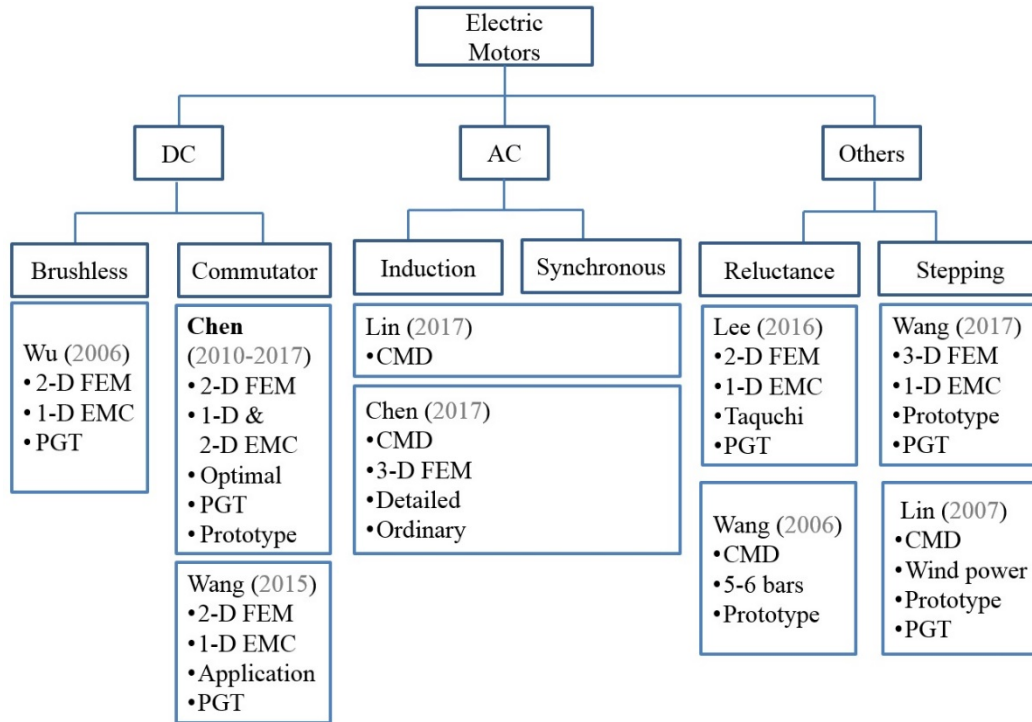 Electric
Motors
DC
AC
Others
Brushless
Commutator
Induction
Synchronous
Reluctance
Stepping
Wu (2006)
•2-D FEM
•1-D EMC
•PGT
Chen
(2010-2017)
•2-D FEM
•1-D &
2-D EMC
•Optimal
•PGT
•Prototype
Wang (2015)
•2-D FEM
•1-D EMC
•Application
•PGT
Lin (2017)
•CMD
Chen (2017)
•CMD
•3-D FEM
•Detailed
•Ordinary
Lee (2016)
•2-D FEM
•1-D EMC
•Taquchi
•PGT
Wang (2006)
•CMD
•5-6 bars
•Prototype
Wang (2017)
•3-D FEM
•1-D EMC
•Prototype
•PGT
Lin (2007)
•CMD
•Wind power
•Prototype
•PGT